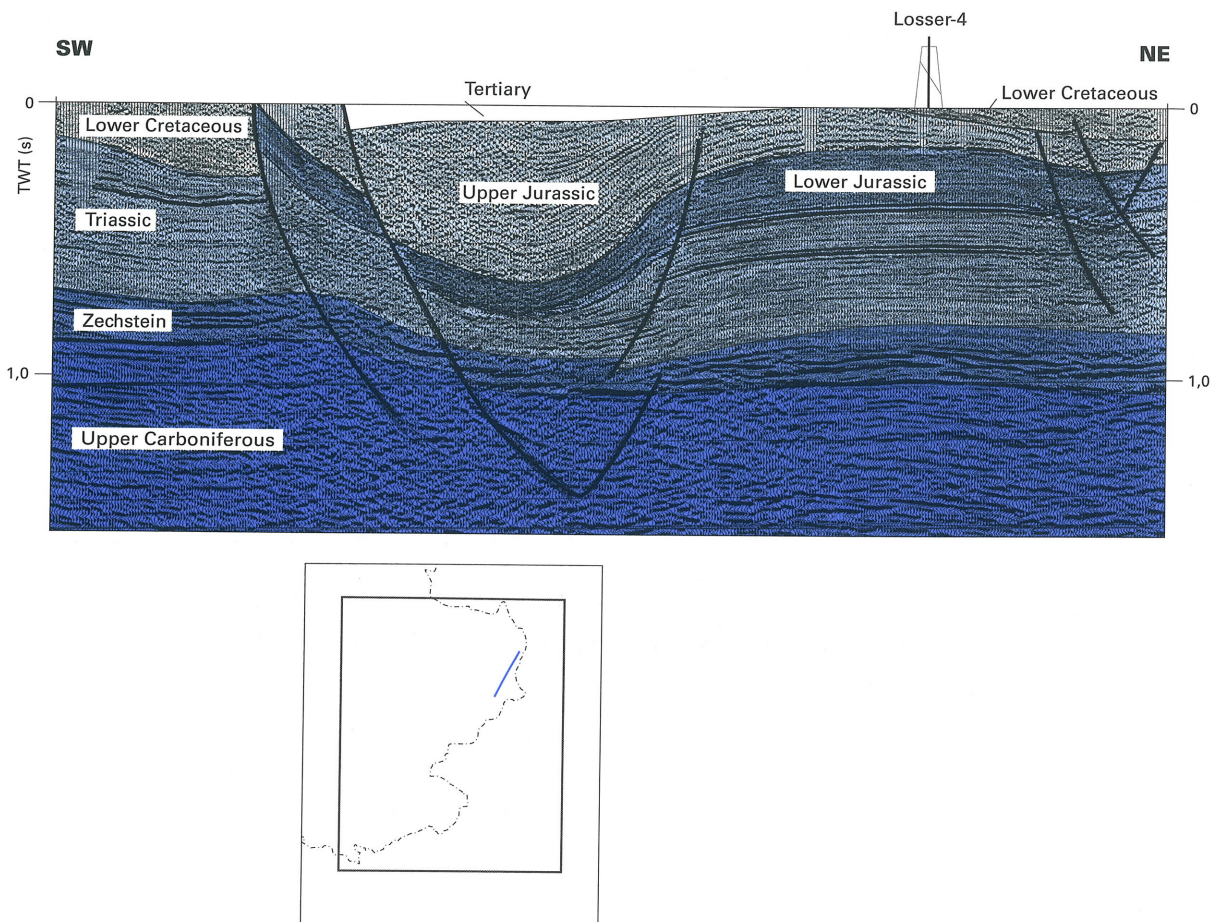 Losser-4
SW
NE
Tertiary
0
Lower Cretaceous
0
Lower Cretaceous
TWT (s)
Upper Jurassic
Lower Jurassic
Triassic
Zechstein
1,0
1,0
Upper Carboniferous